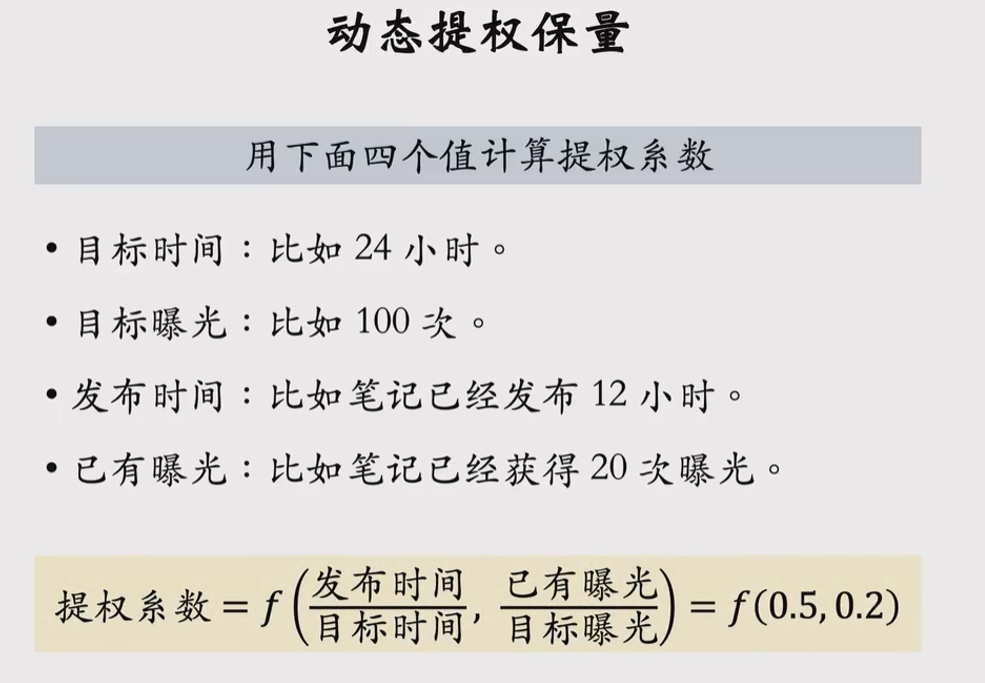 动态提权保量
用下面四个值计算提权系数
• 目标时间：比如 24 小时。
• 目标曝光：比如 100 次。
• 发布时间：比如笔记已经发布 12 小时。
• 已有曝光：比如笔记已经获得 20 次曝光。
提权系数 = f(发布时间/目标时间, 已有曝光/目标曝光) = f(0.5, 0.2)